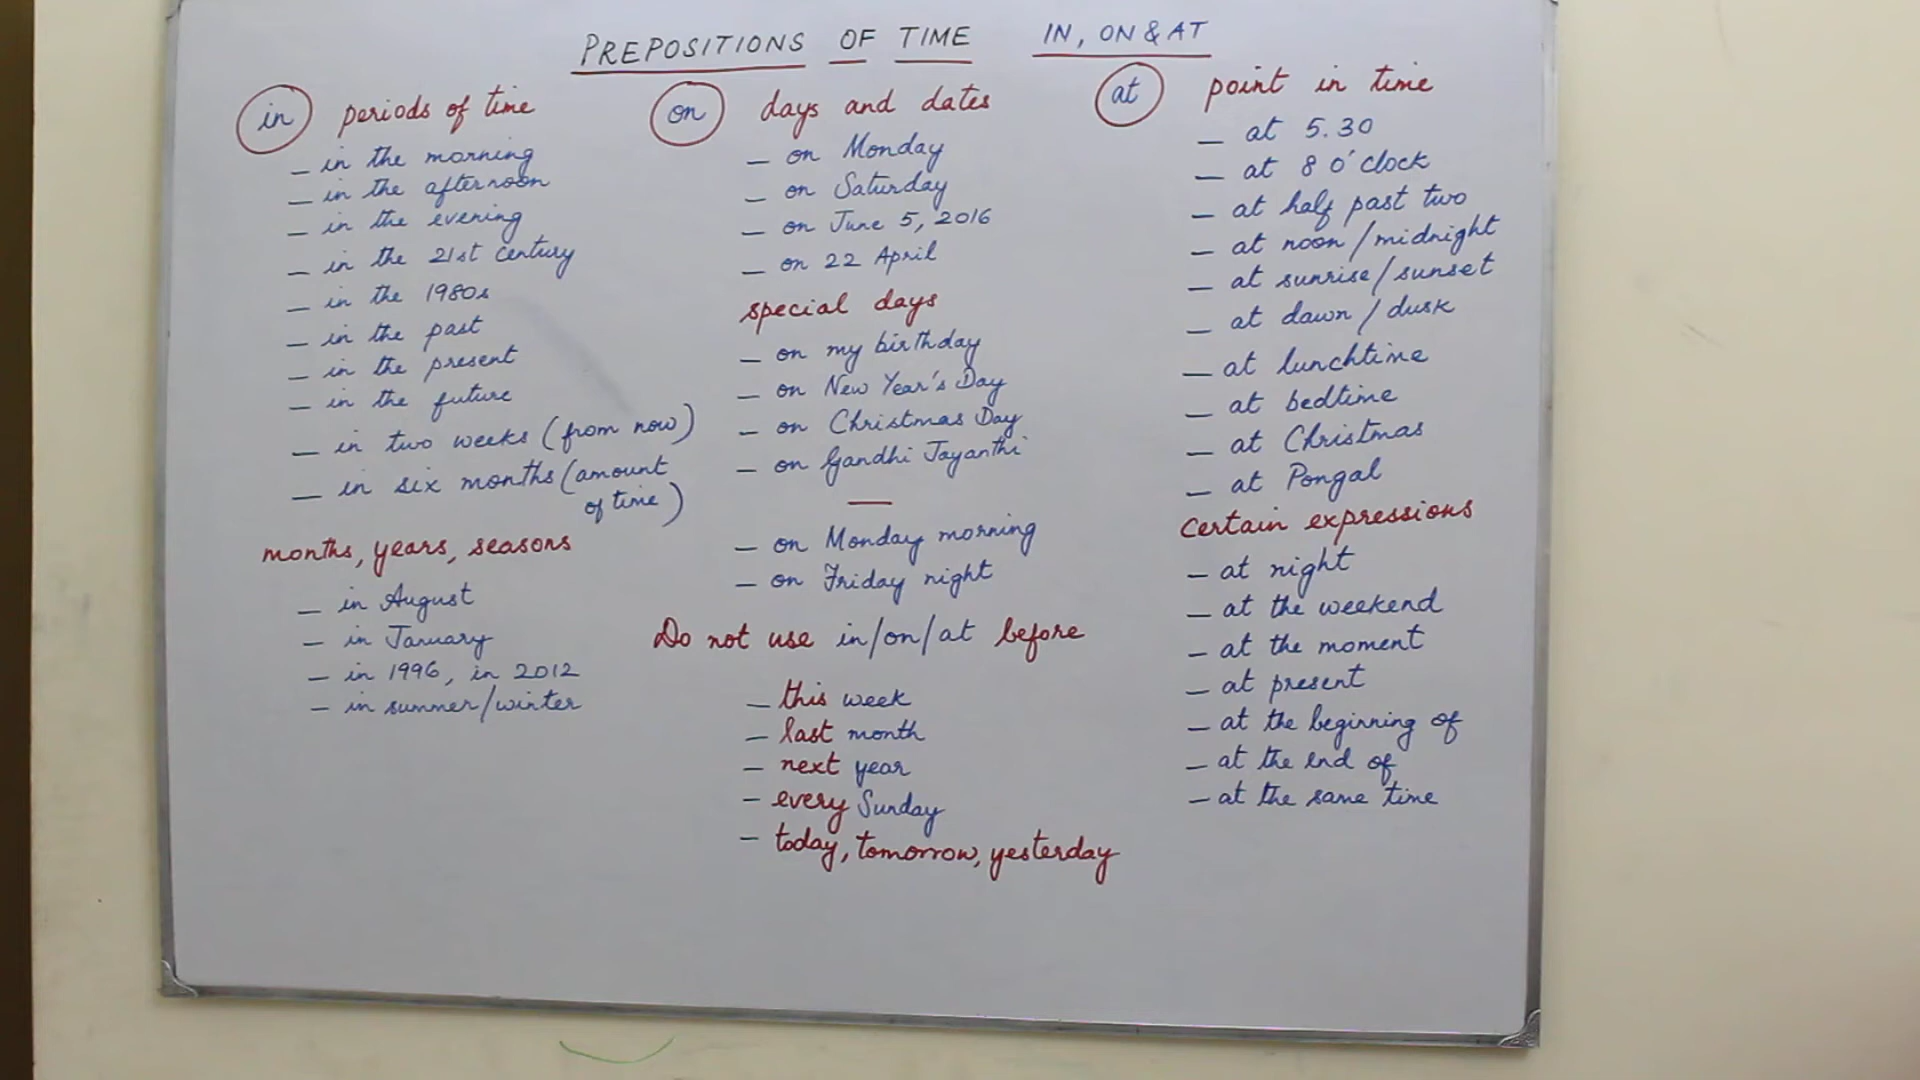 PREPOSITIONS OF TIME IN, ON & AT
in periods of time
_ in the morning
_ in the afternoon
_ in the evening
_ in the 21st century
_ in the 1980s
_ in the past
_ in the present
_ in the future
_ in two weeks (from now)
_ in six months (amount
of time)
months, years, seasons
_ in August
_ in January
_ in 1996, in 2012
_ in summer/winter
on days and dates
_ on Monday
_ on Saturday
_ on June 5, 2016
_ on 22 April
special days
_ on my birthday
_ on New Year's Day
_ on Christmas Day
_ on Gandhi Jayanthi
_ on Monday morning
_ on Friday night
Do not use in/on/at before
_ this week
_ last month
_ next year
_ every Sunday
_ today, tomorrow, yesterday
at point in time
_ at 5.30
_ at 8 o'clock
_ at half past two
_ at noon/midnight
_ at sunrise/sunset
_ at dawn/dusk
_ at lunchtime
_ at bedtime
_ at Christmas
_ at Pongal
Certain expressions
_ at night
_ at the weekend
_ at the moment
_ at present
_ at the beginning of
_ at the end of
_ at the same time